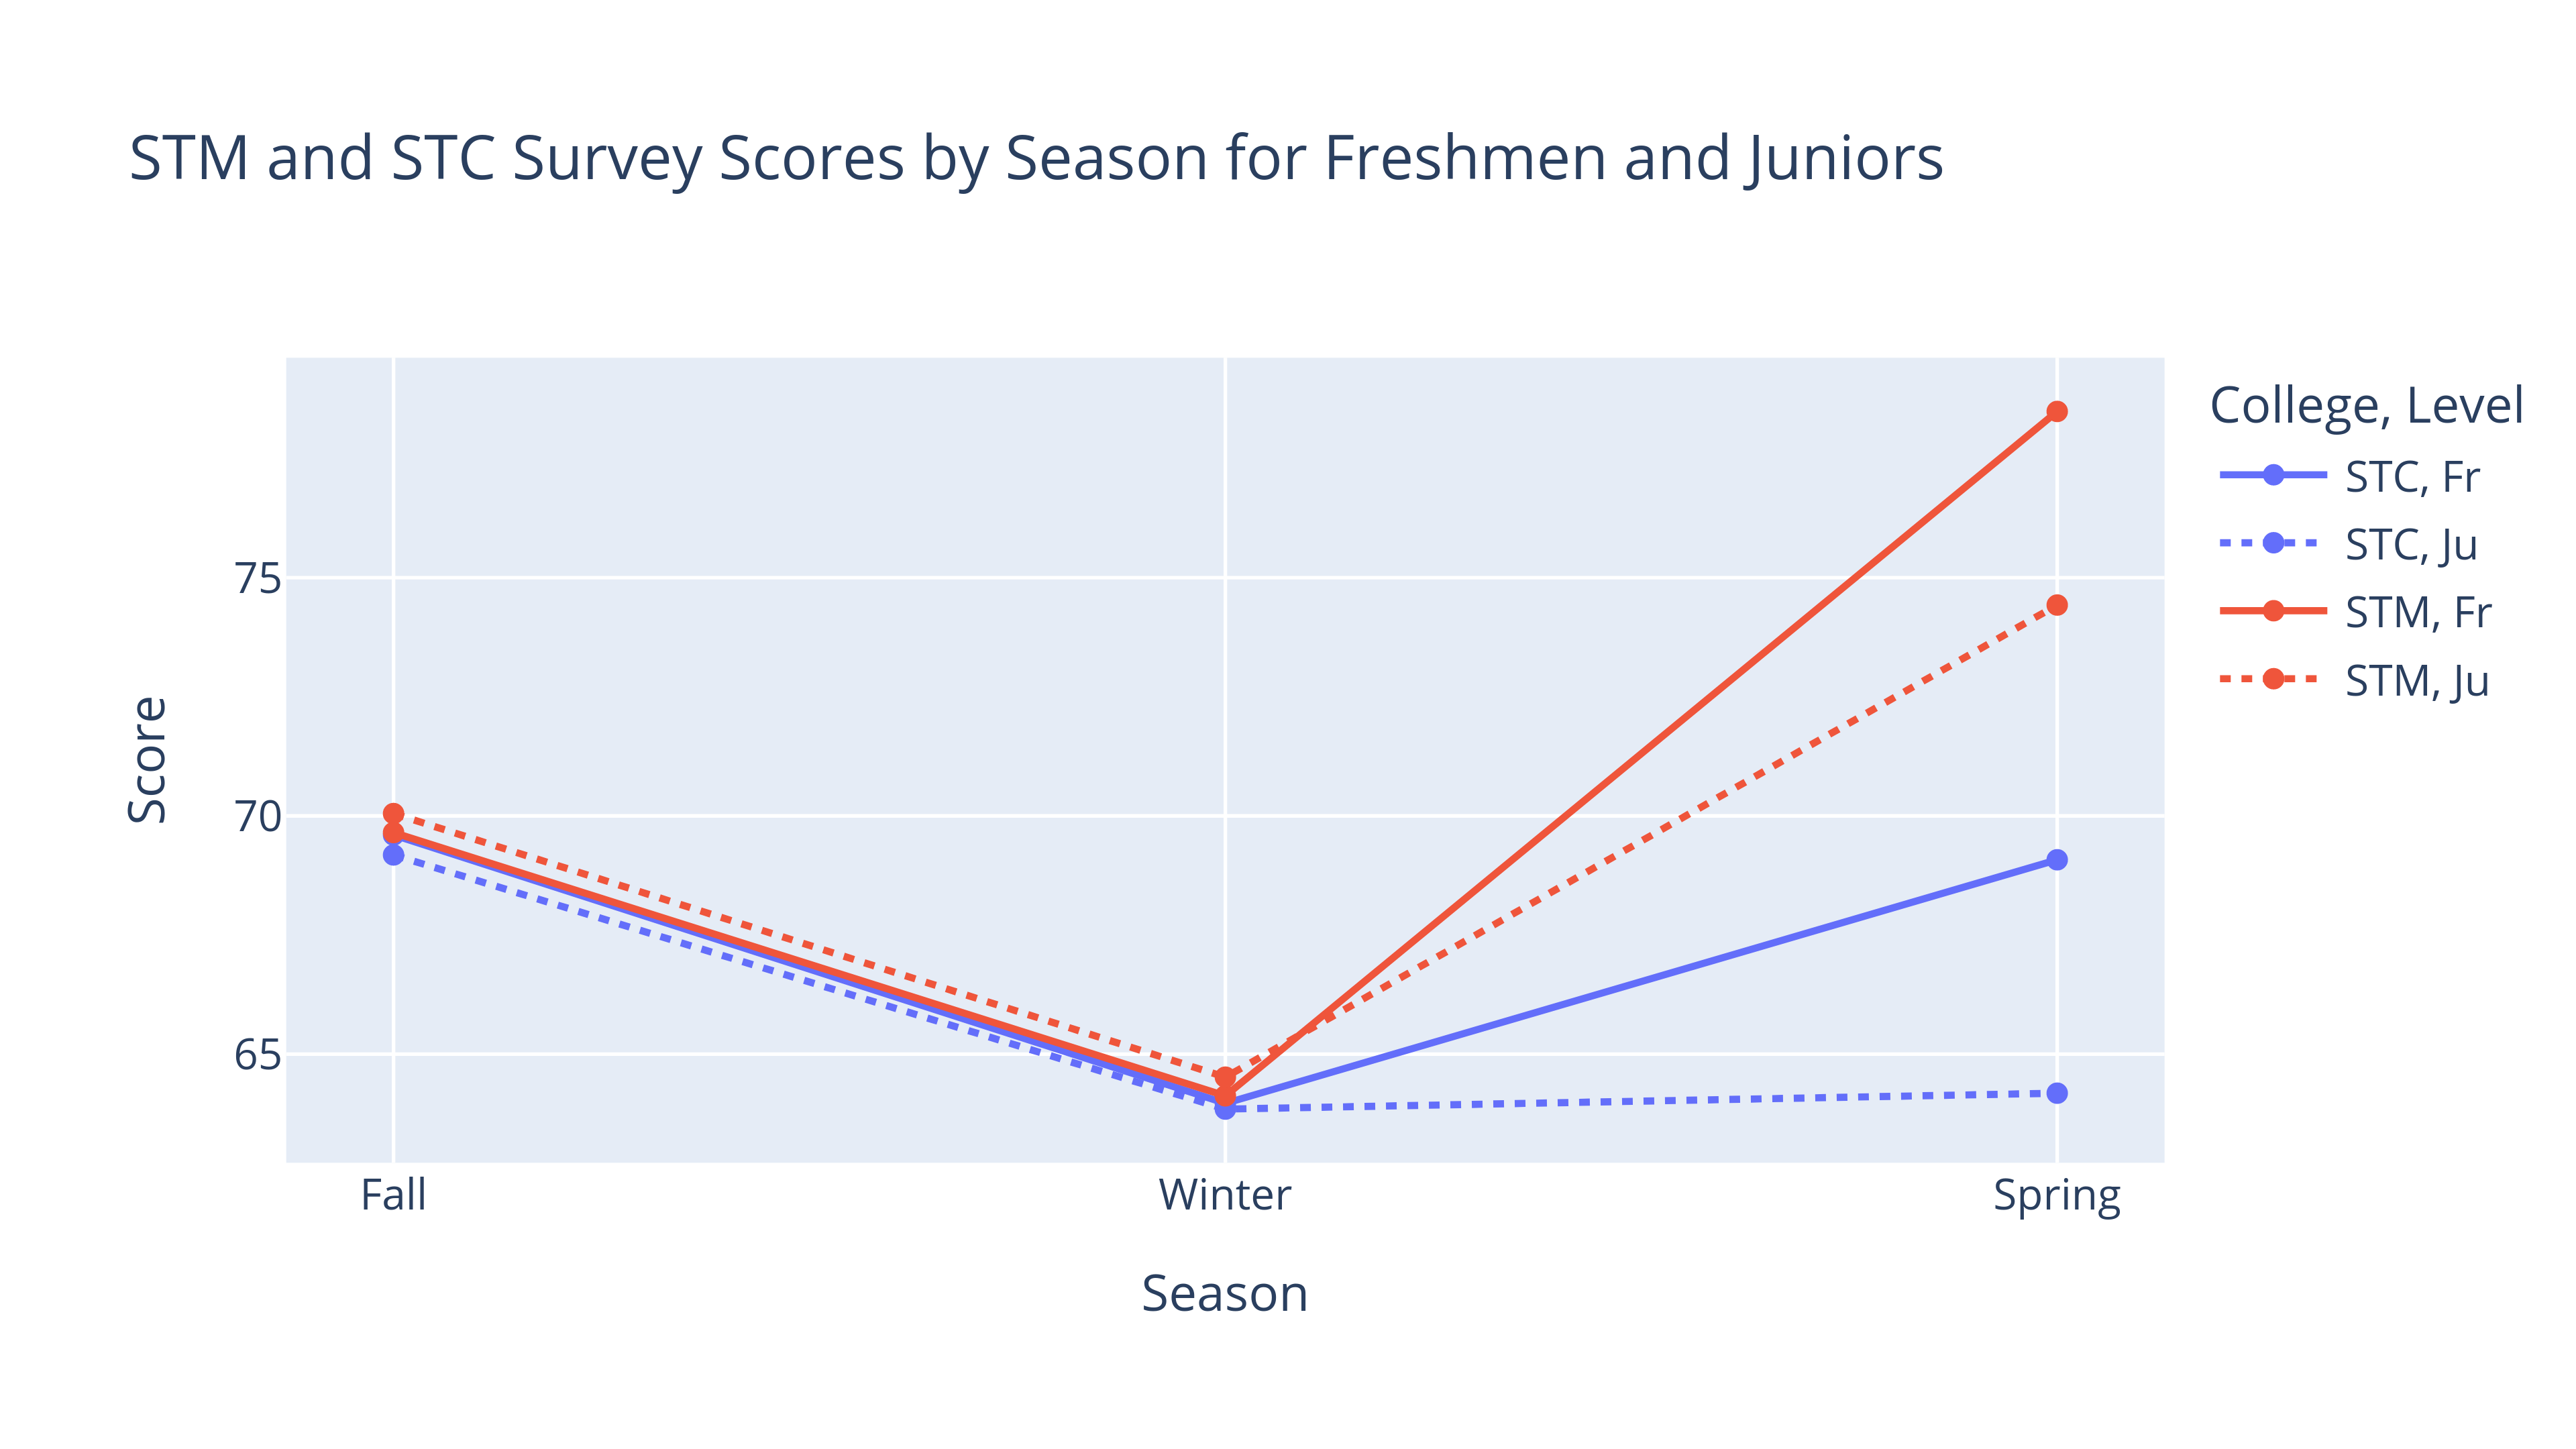 STM and STC Survey Scores by Season for Freshmen and Juniors
College, Level
STC, Fr
STC, Ju
STM, Fr
STM, Ju
Score
75
70
65
Fall
Winter
Spring
Season